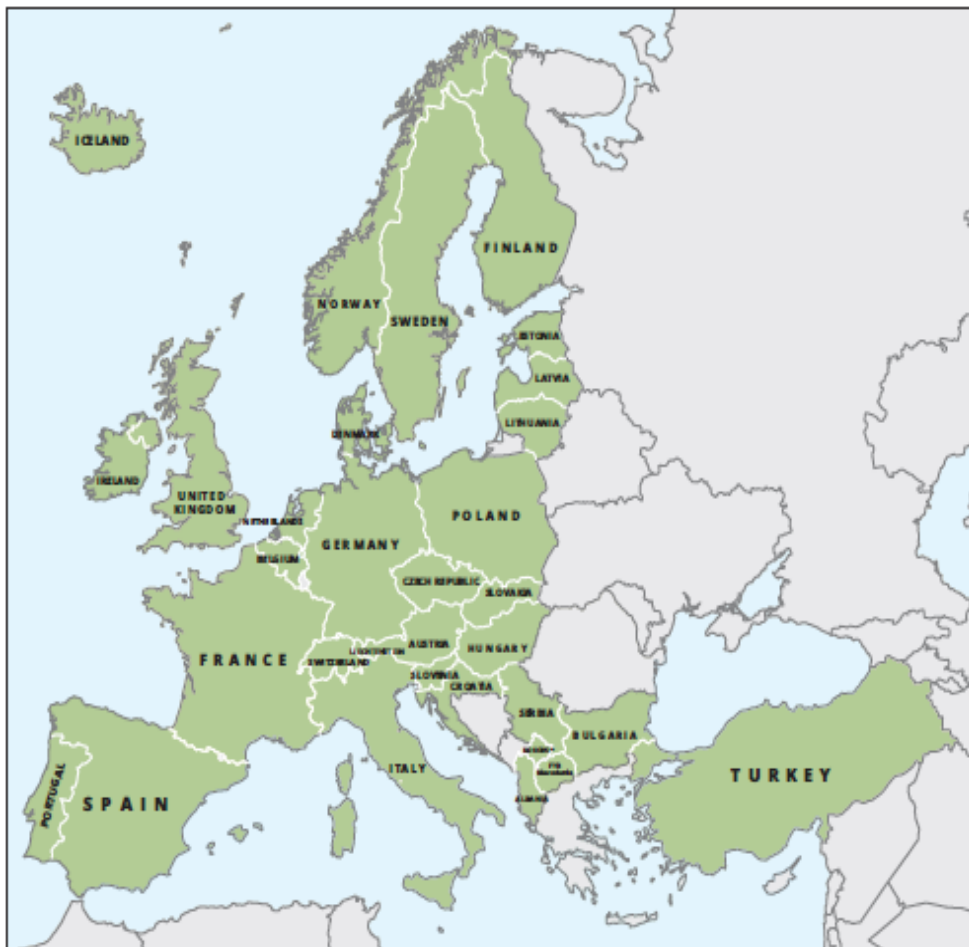 ICELAND
FINLAND
NORWAY
SWEDEN
ESTONIA
LATVIA
LITHUANIA
DENMARK
IRELAND
UNITED
KINGDOM
NETHERLANDS
POLAND
GERMANY
BELGIUM
CZECH REPUBLIC
SLOVAKIA
AUSTRIA
HUNGARY
LIECHTENSTEIN
FRANCE
SWITZERLAND
SLOVENIA
CROATIA
SERBIA
BULGARIA
ITALY
TURKEY
PORTUGAL
SPAIN
ALBANIA